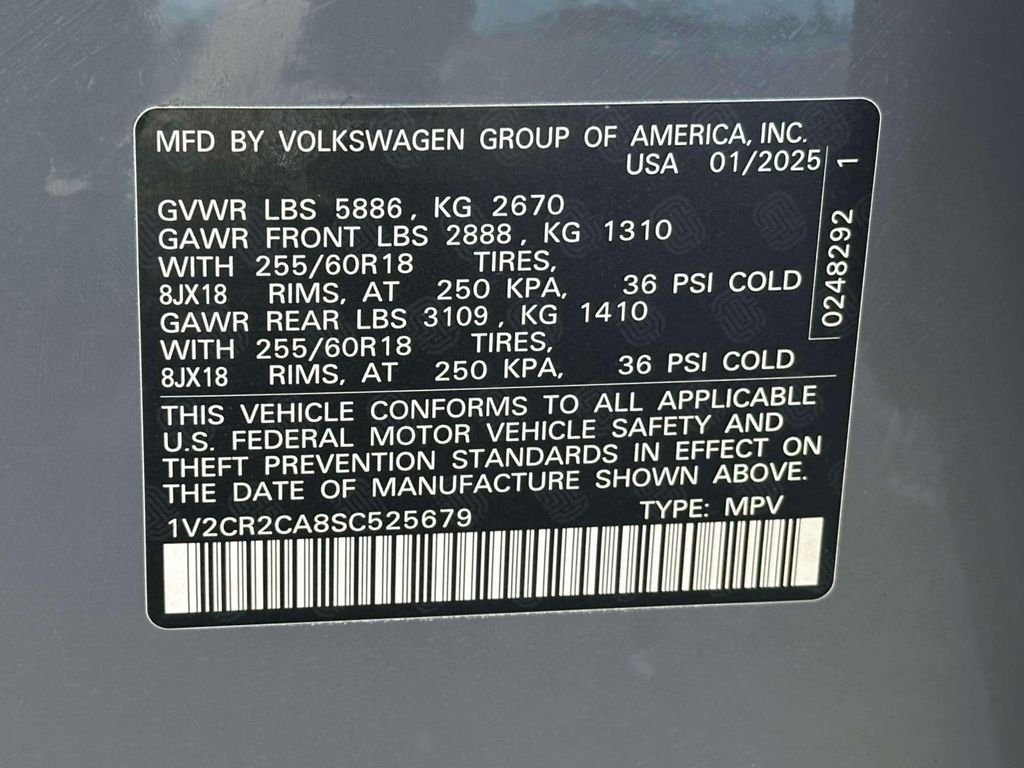 MFD BY VOLKSWAGEN GROUP OF AMERICA, INC.
USA 01/2025
GVWR LBS 5886, KG 2670
GAWR FRONT LBS 2888, KG 1310
WITH 255/60R18 TIRES,
8JX18 RIMS, AT 250 KPA, 36 PSI COLD
GAWR REAR LBS 3109, KG 1410
WITH 255/60R18 TIRES,
8JX18 RIMS, AT 250 KPA, 36 PSI COLD
THIS VEHICLE CONFORMS TO ALL APPLICABLE
U.S. FEDERAL MOTOR VEHICLE SAFETY AND
THEFT PREVENTION STANDARDS IN EFFECT ON
THE DATE OF MANUFACTURE SHOWN ABOVE.
1V2CR2CA8SC525679 TYPE: MPV
0248292 1